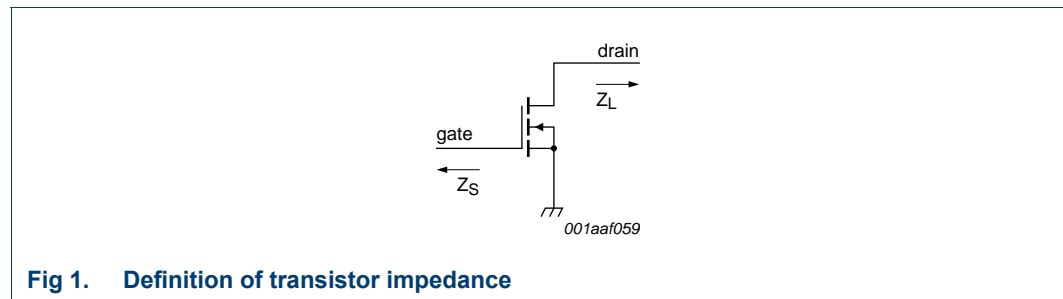 drain
Z_L
gate
Z_S
001aaf059
Fig 1. Definition of transistor impedance